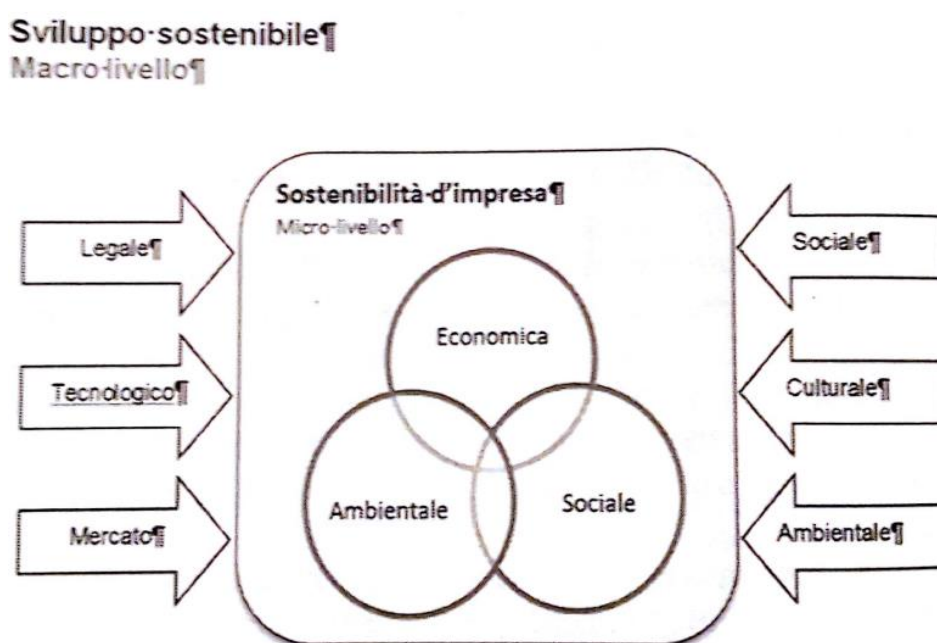 Sviluppo·sostenibile¶
Macro·livello¶
Sostenibilità·d'impresa¶
Micro·livello¶
Legale¶
Sociale¶
Economica
Tecnologico¶
Culturale¶
Ambientale
Sociale
Mercato¶
Ambientale¶